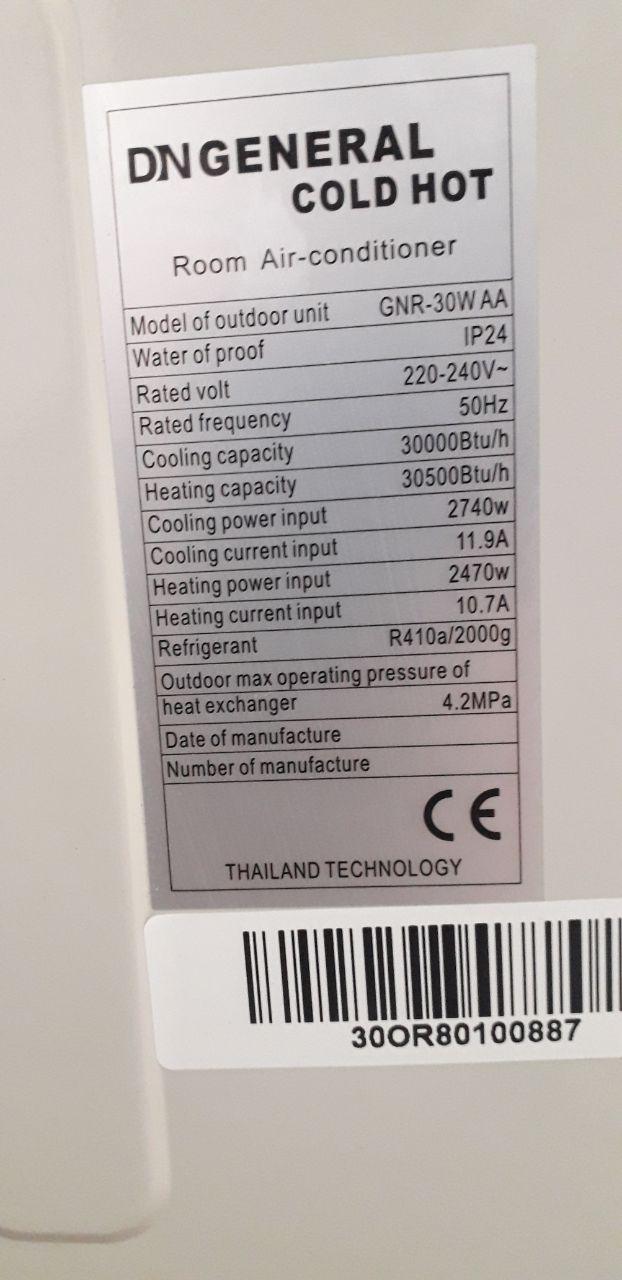 DNGENERAL
COLD HOT
Room Air-conditioner
Model of outdoor unit GNR-30W AA
Water of proof IP24
Rated volt 220-240V~
Rated frequency 50Hz
Cooling capacity 30000Btu/h
Heating capacity 30500Btu/h
Cooling power input 2740w
Cooling current input 11.9A
Heating power input 2470w
Heating current input 10.7A
Refrigerant R410a/2000g
Outdoor max operating pressure of
heat exchanger 4.2MPa
Date of manufacture
Number of manufacture
CE
THAILAND TECHNOLOGY
30OR80100887